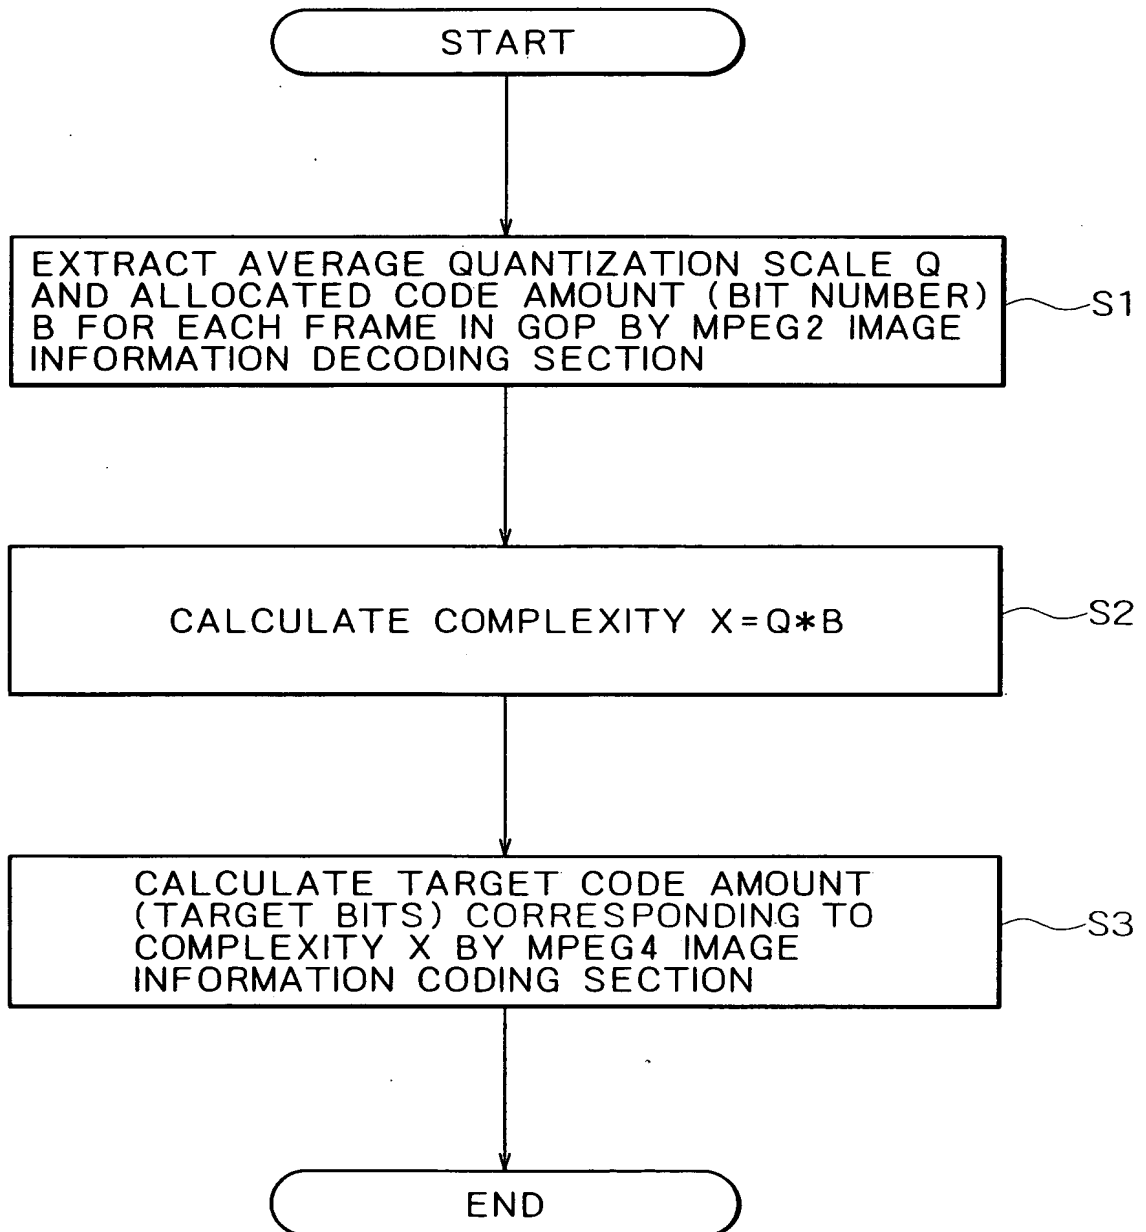 START
EXTRACT AVERAGE QUANTIZATION SCALE Q
AND ALLOCATED CODE AMOUNT (BIT NUMBER)
B FOR EACH FRAME IN GOP BY MPEG2 IMAGE
INFORMATION DECODING SECTION
S1
CALCULATE COMPLEXITY X=Q*B
S2
CALCULATE TARGET CODE AMOUNT
(TARGET BITS) CORRESPONDING TO
COMPLEXITY X BY MPEG4 IMAGE
INFORMATION CODING SECTION
S3
END